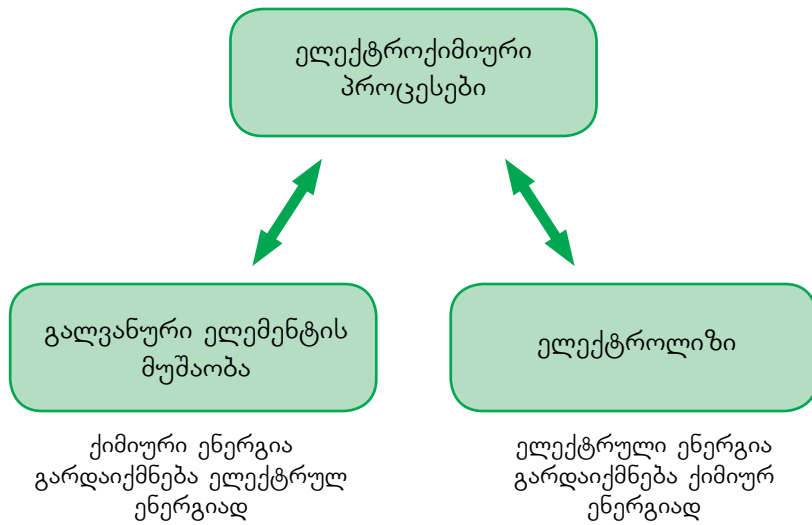 ელექტროქიმიური
პროცესები
გალვანური ელემენტის
მუშაობა
ელექტროლიზი
ქიმიური ენერგია
გარდაიქმნება ელექტრულ
ენერგიად
ელექტრული ენერგია
გარდაიქმნება ქიმიურ
ენერგიად